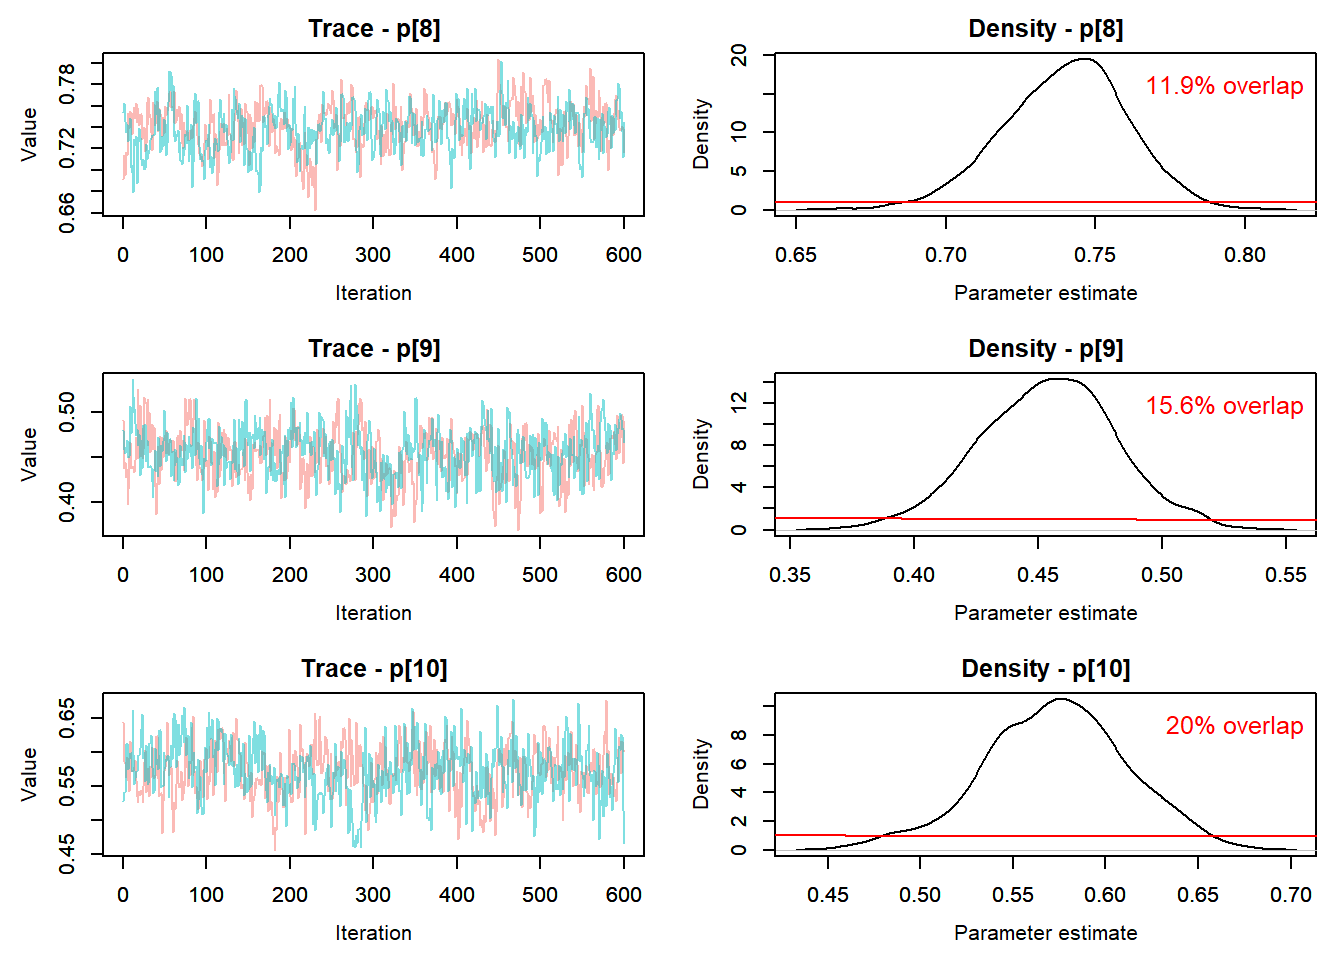 Trace - p[8]
Value
0.66 0.72 0.78
0 100 200 300 400 500 600
Iteration
Density - p[8]
Density
0 5 10 20
11.9% overlap
0.65 0.70 0.75 0.80
Parameter estimate
Trace - p[9]
Value
0.40 0.50
0 100 200 300 400 500 600
Iteration
Density - p[9]
Density
0 4 8 12
15.6% overlap
0.35 0.40 0.45 0.50 0.55
Parameter estimate
Trace - p[10]
Value
0.45 0.55 0.65
0 100 200 300 400 500 600
Iteration
Density - p[10]
Density
0 2 4 6 8
20% overlap
0.45 0.50 0.55 0.60 0.65 0.70
Parameter estimate